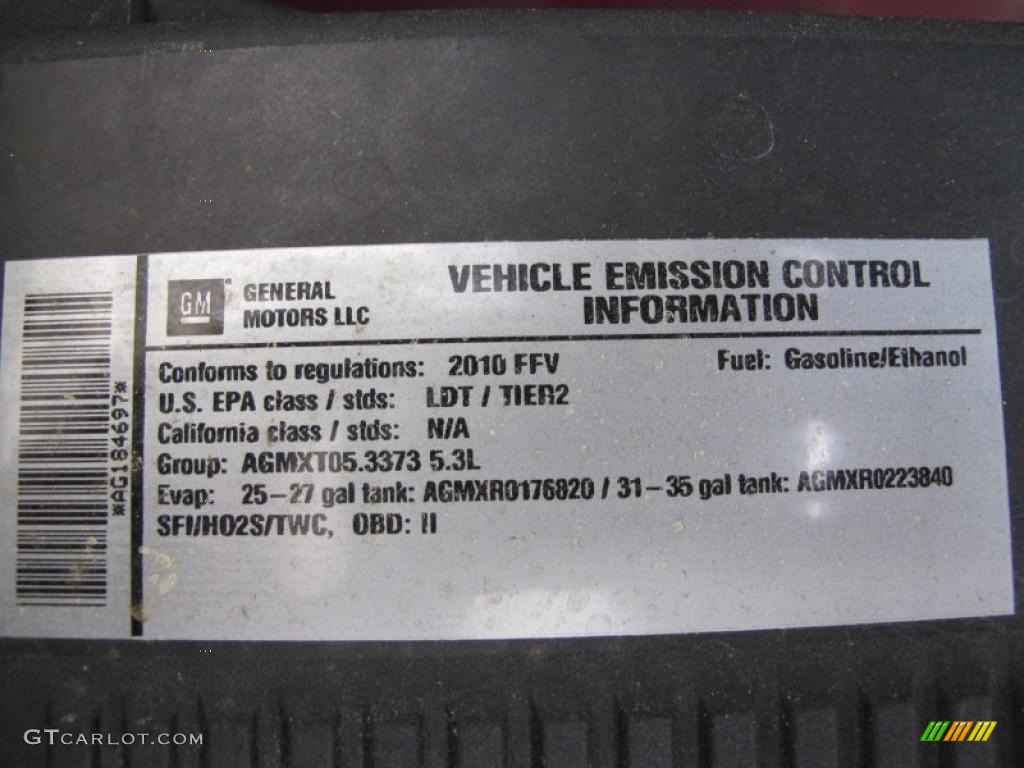 GM
GENERAL
MOTORS LLC
VEHICLE EMISSION CONTROL
INFORMATION
Conforms to regulations: 2010 FFV Fuel: Gasoline/Ethanol
U.S. EPA class / stds: LDT / TIER2
California class / stds: N/A
Group: AGMXT05.3373 5.3L
Evap: 25-27 gal tank: AGMXR0176820 / 31-35 gal tank: AGMXR0223840
SFI/HO2S/TWC, OBD: II
*AG184697*
GTCARLOT.COM